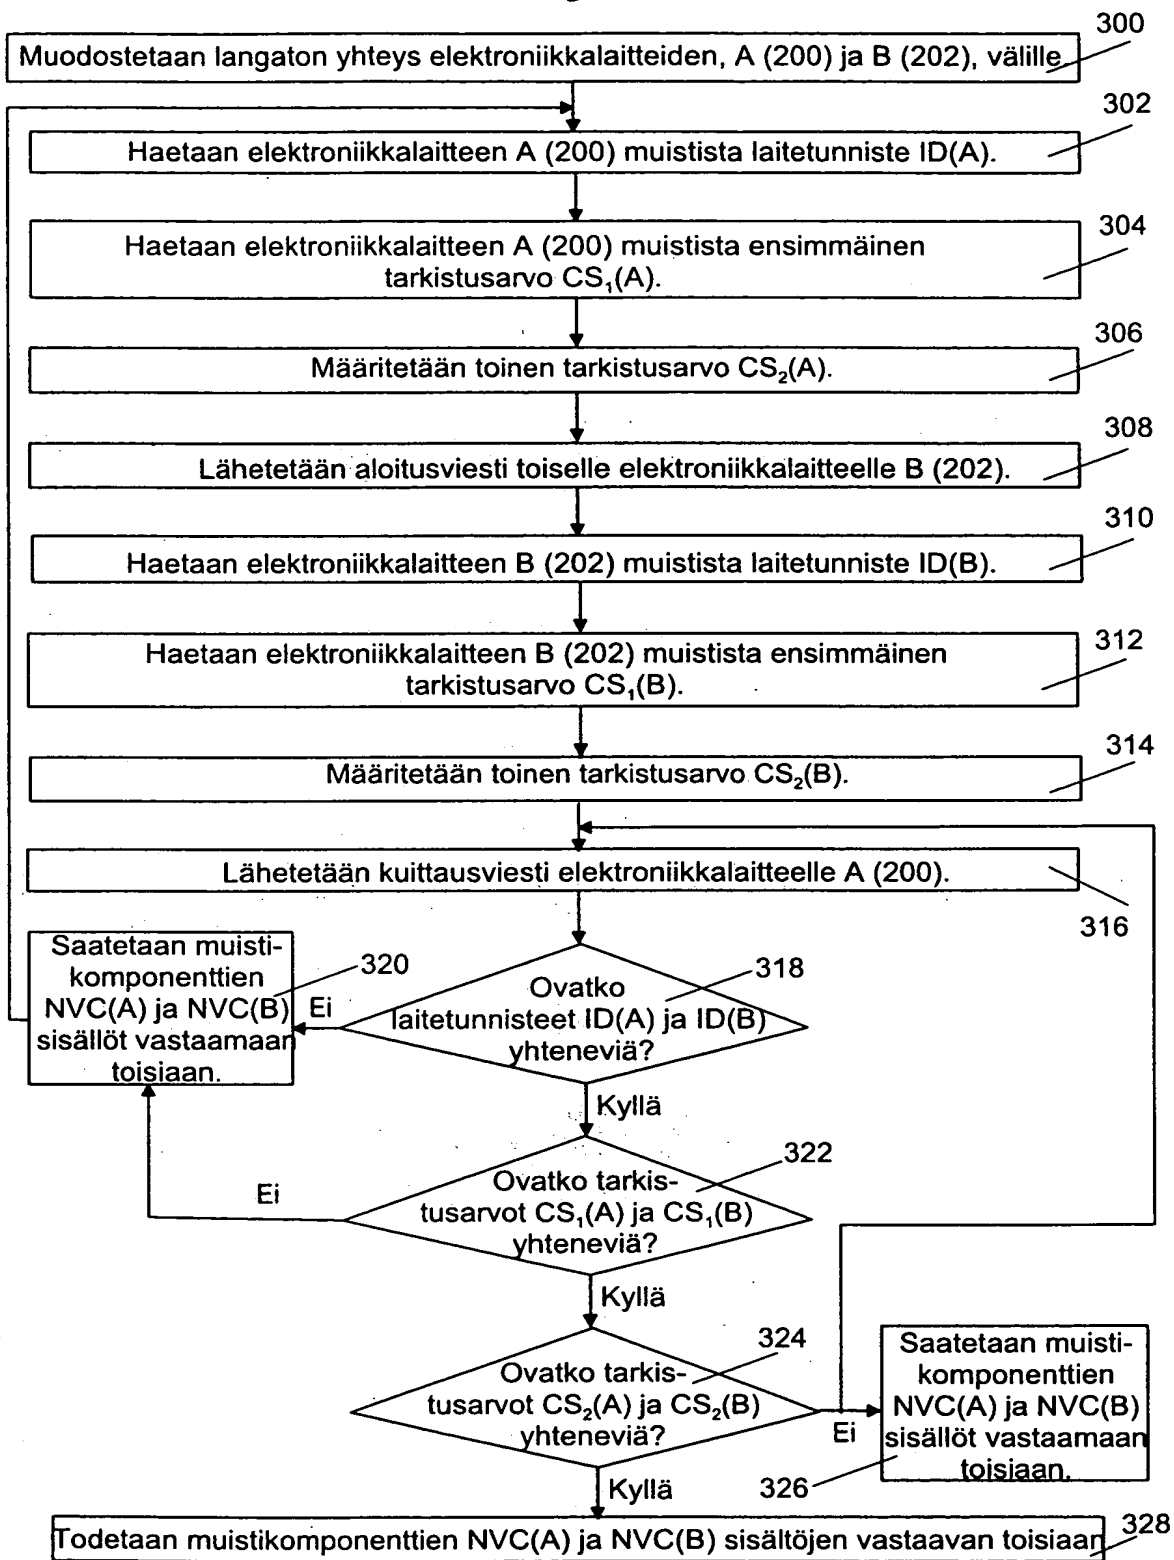 300
Muodostetaan langaton yhteys elektroniikkalaitteiden, A (200) ja B (202), välille.
302
Haetaan elektroniikkalaitteen A (200) muistista laitetunniste ID(A).
304
Haetaan elektroniikkalaitteen A (200) muistista ensimmäinen
tarkistusarvo CS₁(A).
306
Määritetään toinen tarkistusarvo CS₂(A).
308
Lähetetään aloitusviesti toiselle elektroniikkalaitteelle B (202).
310
Haetaan elektroniikkalaitteen B (202) muistista laitetunniste ID(B).
312
Haetaan elektroniikkalaitteen B (202) muistista ensimmäinen
tarkistusarvo CS₁(B).
314
Määritetään toinen tarkistusarvo CS₂(B).
Lähetetään kuittausviesti elektroniikkalaitteelle A (200).
316
Saatetaan muisti-
komponenttien
NVC(A) ja NVC(B)
sisällöt vastaamaan
toisiaan.
320
Ei
318
Ovatko
laitetunnisteet ID(A) ja ID(B)
yhteneviä?
Kyllä
322
Ei
Ovatko tarkis-
tusarvot CS₁(A) ja CS₁(B)
yhteneviä?
Kyllä
324
Ovatko tarkis-
tusarvot CS₂(A) ja CS₂(B)
yhteneviä?
Ei
Saatetaan muisti-
komponenttien
NVC(A) ja NVC(B)
sisällöt vastaamaan
toisiaan.
326
Kyllä
328
Todetaan muistikomponenttien NVC(A) ja NVC(B) sisältöjen vastaavan toisiaan